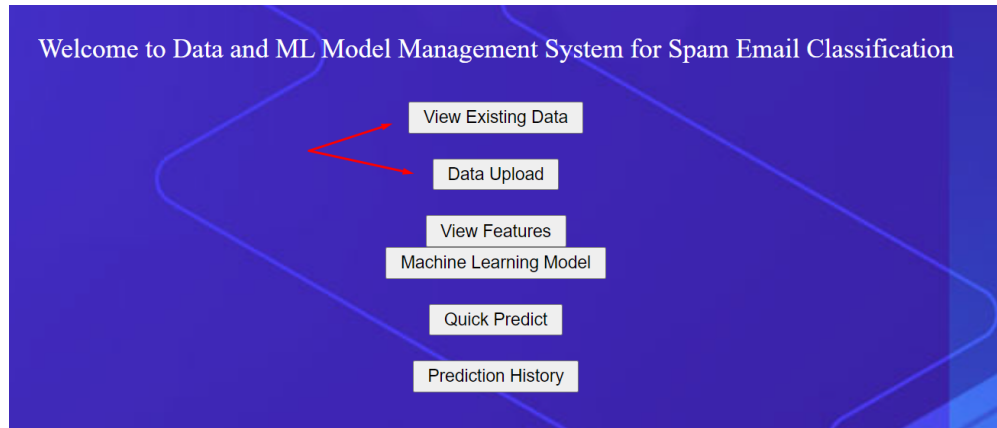 Welcome to Data and ML Model Management System for Spam Email Classification
View Existing Data
Data Upload
View Features
Machine Learning Model
Quick Predict
Prediction History